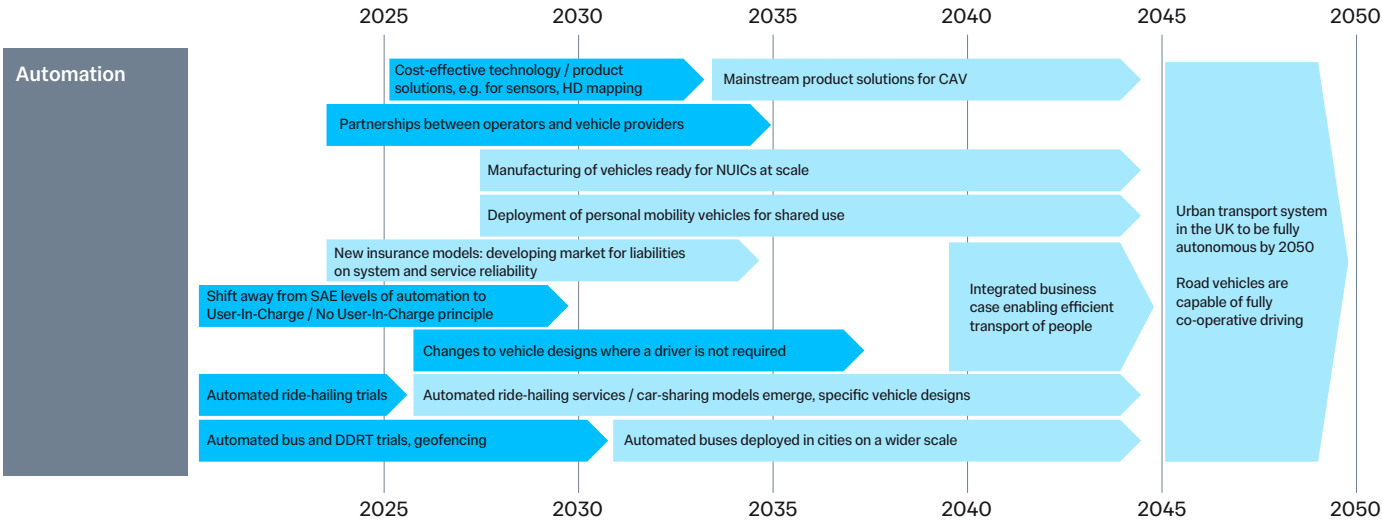 2025 2030 2035 2040 2045 2050
Automation
Cost-effective technology / product
solutions, e.g. for sensors, HD mapping
Mainstream product solutions for CAV
Partnerships between operators and vehicle providers
Manufacturing of vehicles ready for NUICs at scale
Deployment of personal mobility vehicles for shared use
New insurance models: developing market for liabilities
on system and service reliability
Shift away from SAE levels of automation to
User-In-Charge / No User-In-Charge principle
Changes to vehicle designs where a driver is not required
Automated ride-hailing trials
Automated ride-hailing services / car-sharing models emerge, specific vehicle designs
Automated bus and DDRT trials, geofencing
Automated buses deployed in cities on a wider scale
Integrated business
case enabling efficient
transport of people
Urban transport system
in the UK to be fully
autonomous by 2050
Road vehicles are
capable of fully
co-operative driving
2025 2030 2035 2040 2045 2050